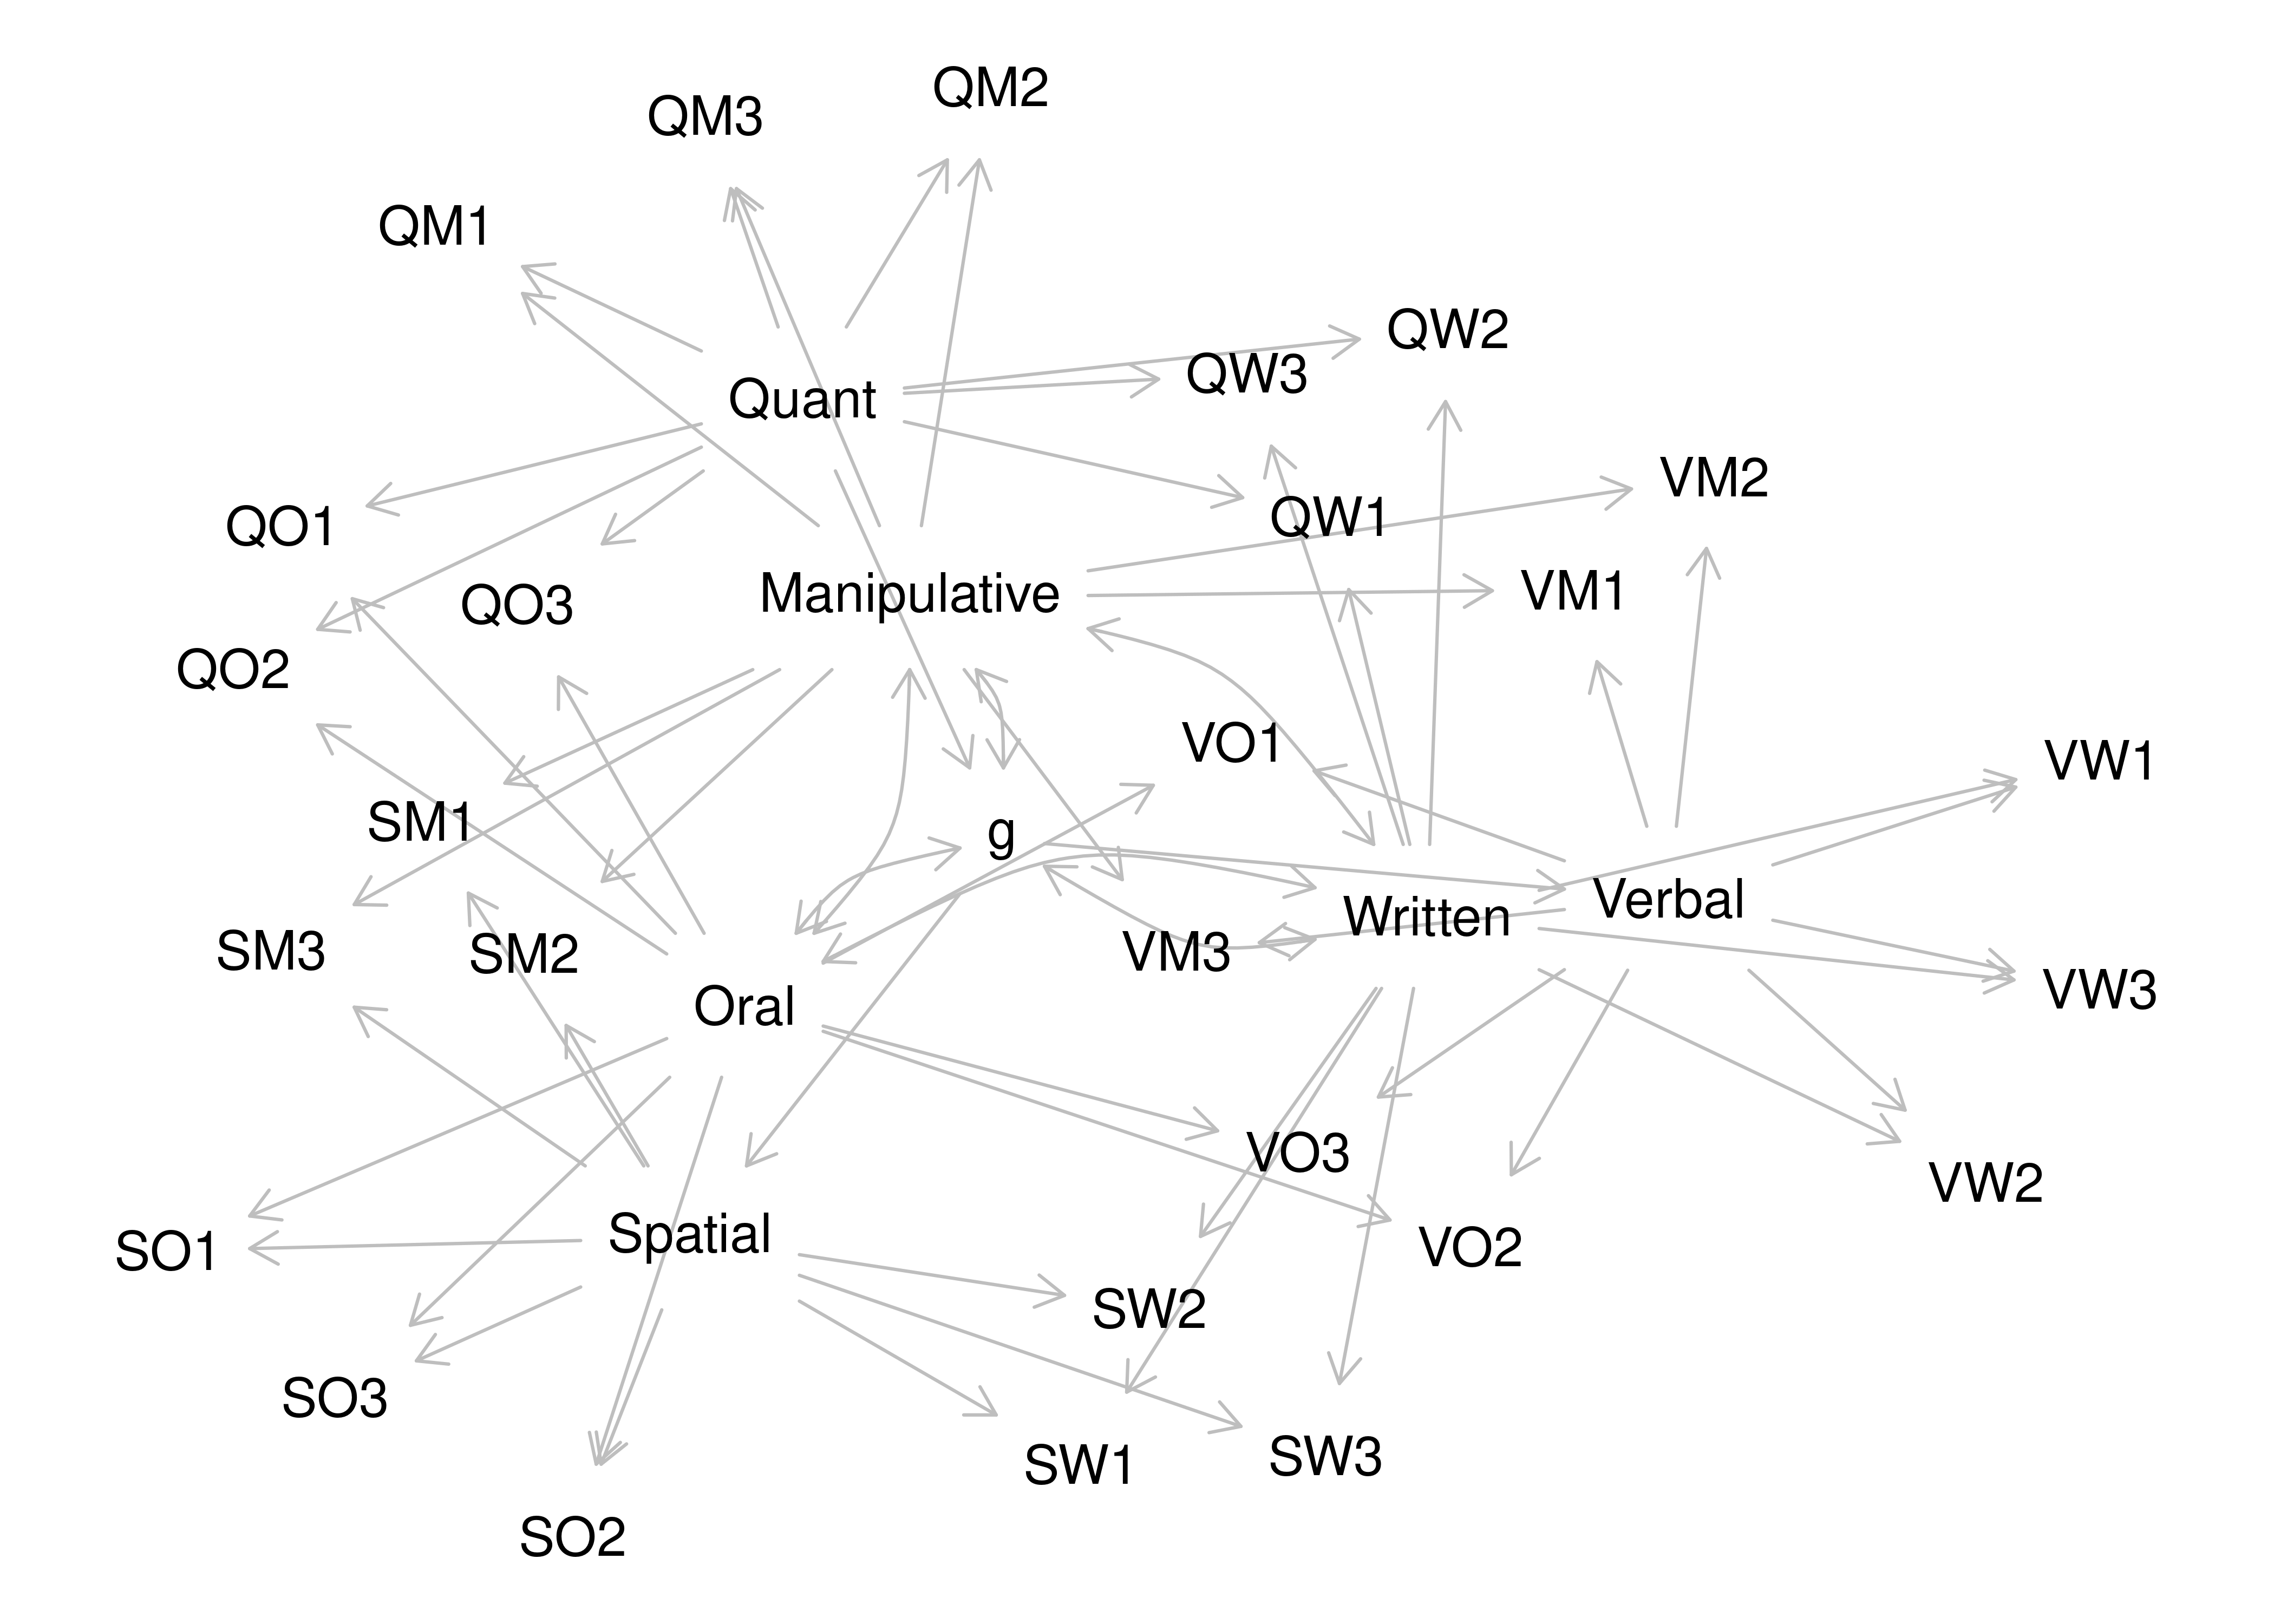 QM2
QM3
QM1
QW2
QW3
Quant
VM2
QW1
QO1
VM1
Manipulative
QO3
QO2
VO1
VW1
SM1
g
Verbal
Written
SM3
SM2
VM3
VW3
Oral
VO3
VW2
Spatial
VO2
SO1
SW2
SO3
SW3
SW1
SO2